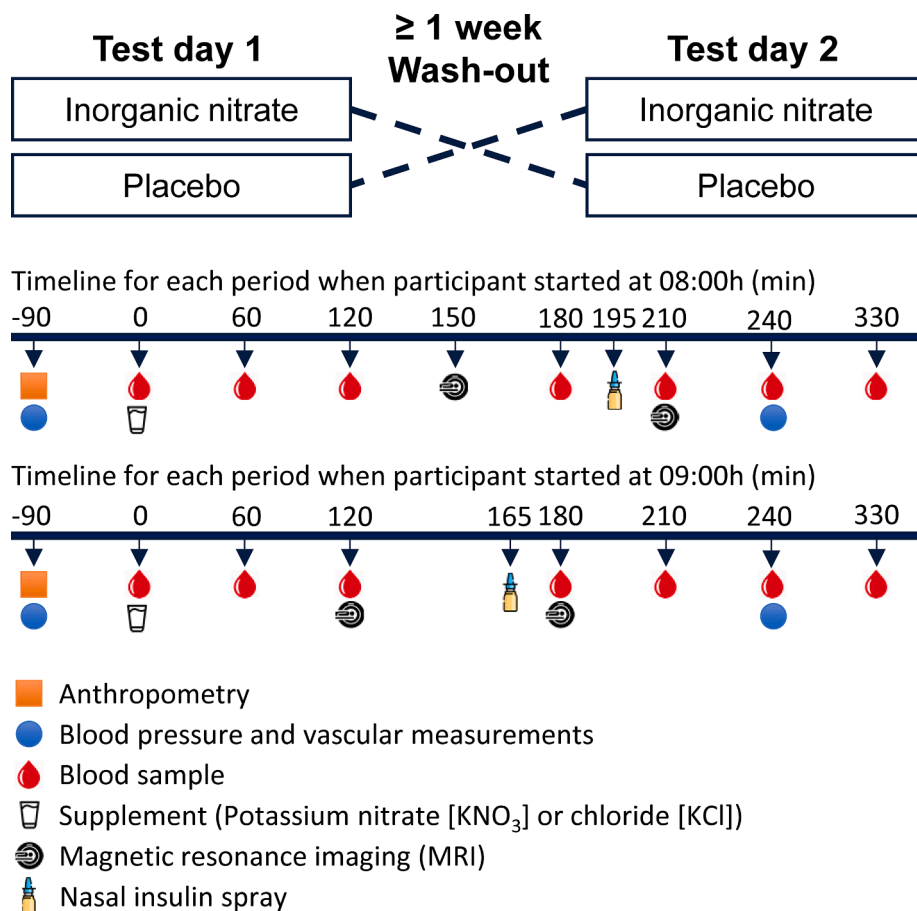 Test day 1
≥ 1 week
Wash-out
Test day 2
Inorganic nitrate
Inorganic nitrate
Placebo
Placebo
Timeline for each period when participant started at 08:00h (min)
-90 0 60 120 150 180 195 210 240 330
Timeline for each period when participant started at 09:00h (min)
-90 0 60 120 165 180 210 240 330
Anthropometry
Blood pressure and vascular measurements
Blood sample
Supplement (Potassium nitrate [KNO₃] or chloride [KCl])
Magnetic resonance imaging (MRI)
Nasal insulin spray